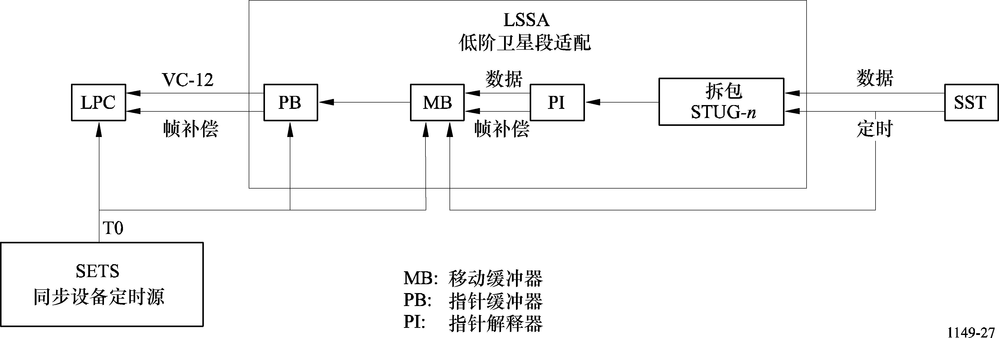 LSSA
低阶卫星段适配
VC-12
数据
数据
LPC
PB
MB
PI
拆包
STUG-n
SST
帧补偿
帧补偿
定时
T0
SETS
同步设备定时源
MB: 移动缓冲器
PB: 指针缓冲器
PI: 指针解释器
1149-27